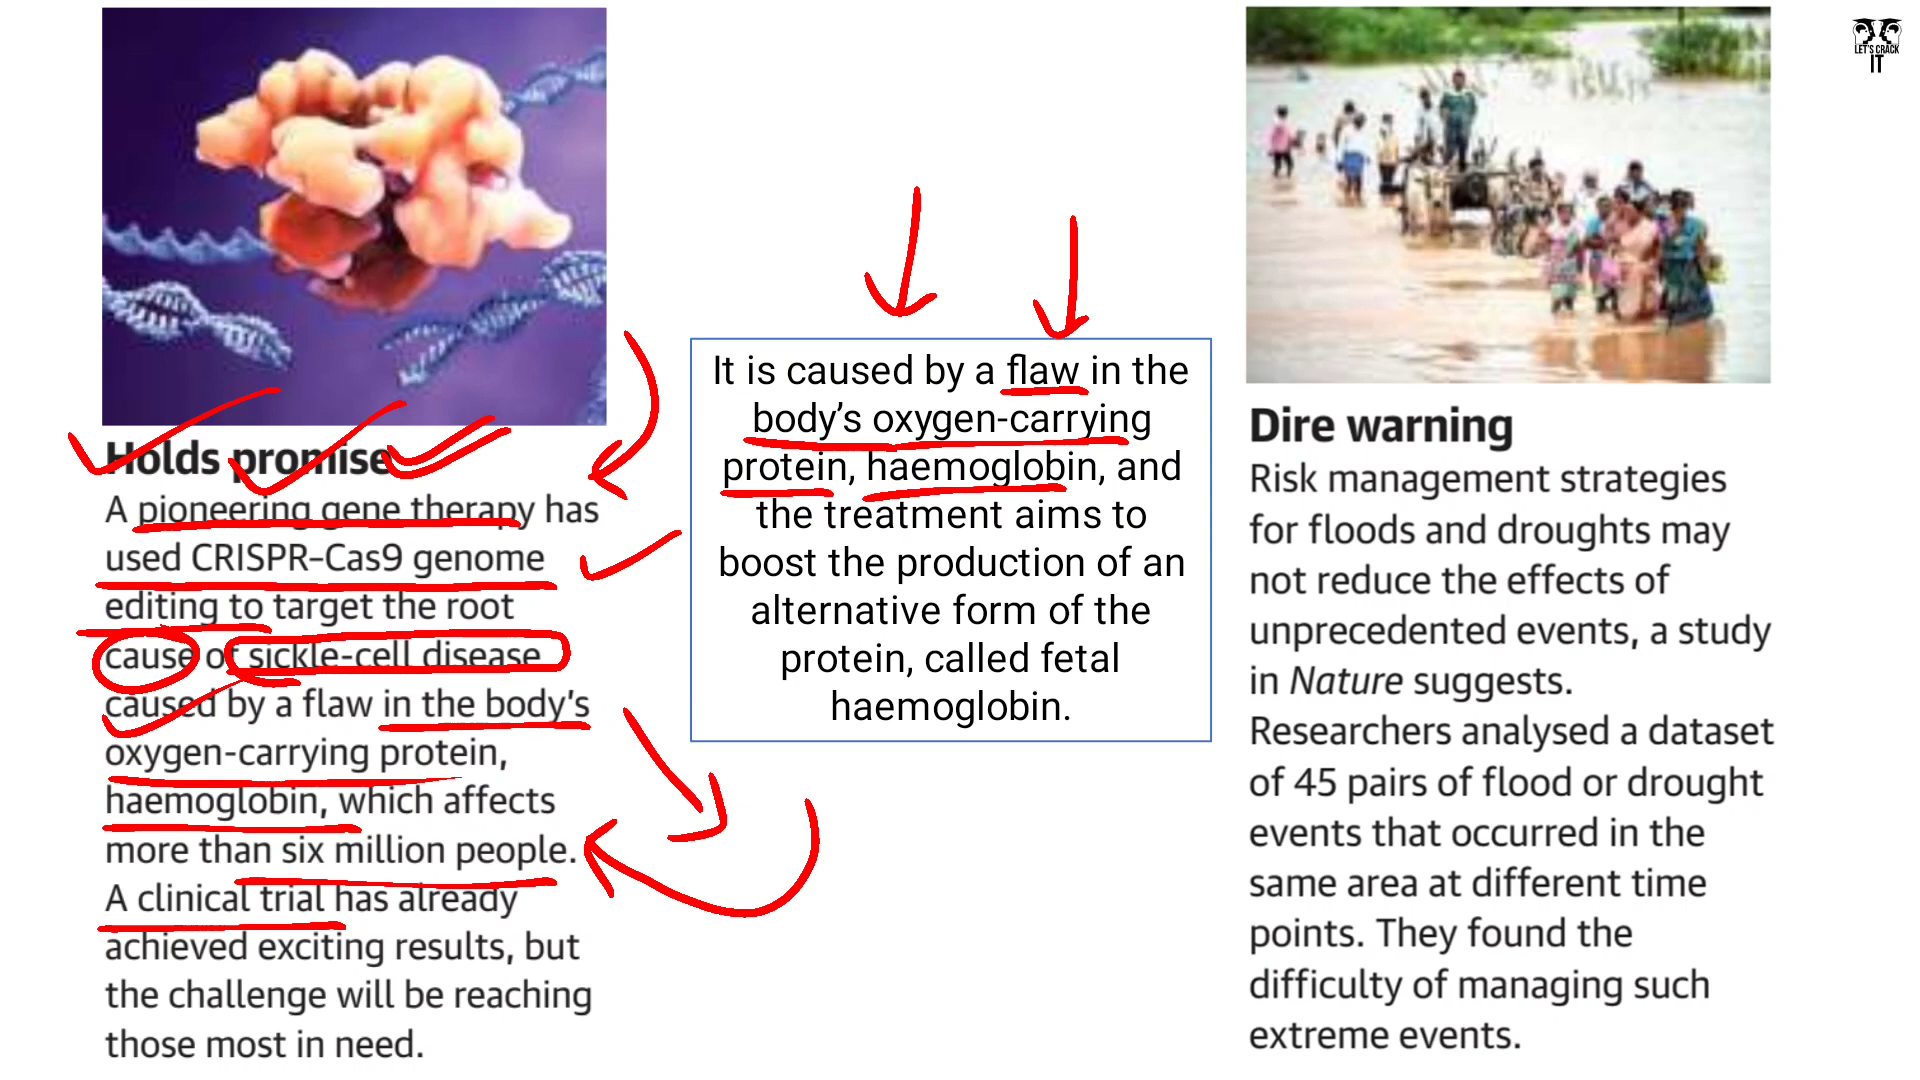 Holds promise
A pioneering gene therapy has
used CRISPR–Cas9 genome
editing to target the root
cause of sickle-cell disease
caused by a flaw in the body's
oxygen-carrying protein,
haemoglobin, which affects
more than six million people.
A clinical trial has already
achieved exciting results, but
the challenge will be reaching
those most in need.
It is caused by a flaw in the
body’s oxygen-carrying
protein, haemoglobin, and
the treatment aims to
boost the production of an
alternative form of the
protein, called fetal
haemoglobin.
Dire warning
Risk management strategies
for floods and droughts may
not reduce the effects of
unprecedented events, a study
in Nature suggests.
Researchers analysed a dataset
of 45 pairs of flood or drought
events that occurred in the
same area at different time
points. They found the
difficulty of managing such
extreme events.
LET'S CRACK
IT